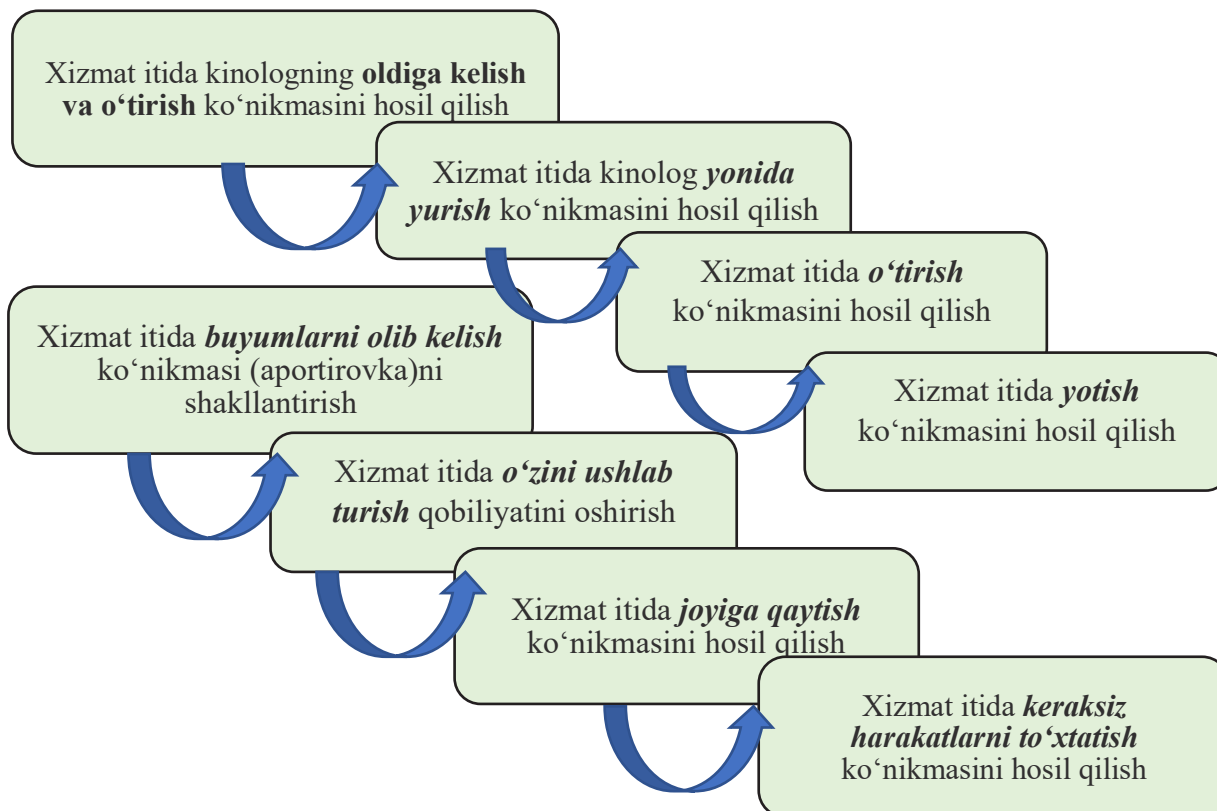 Xizmat itida kinologning oldiga kelish
va o‘tirish ko‘nikmasini hosil qilish
Xizmat itida kinolog yonida
yurish ko‘nikmasini hosil qilish
Xizmat itida o‘tirish
ko‘nikmasini hosil qilish
Xizmat itida yotish
ko‘nikmasini hosil qilish
Xizmat itida buyumlarni olib kelish
ko‘nikmasi (aportirovka)ni
shakllantirish
Xizmat itida o‘zini ushlab
turish qobiliyatini oshirish
Xizmat itida joyiga qaytish
ko‘nikmasini hosil qilish
Xizmat itida keraksiz
harakatlarni to‘xtatish
ko‘nikmasini hosil qilish